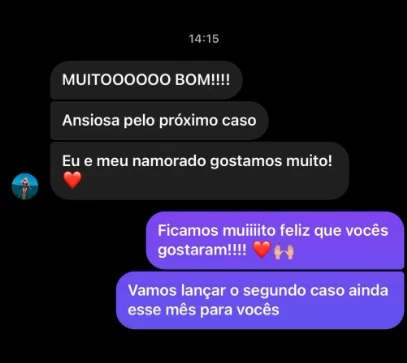 14:15
MUITOOOOOO BOM!!!!
Ansiosa pelo próximo caso
Eu e meu namorado gostamos muito!
❤️
Ficamos muiiiito feliz que vocês
gostaram!!!! ❤️🙌🏼
Vamos lançar o segundo caso ainda
esse mês para vocês